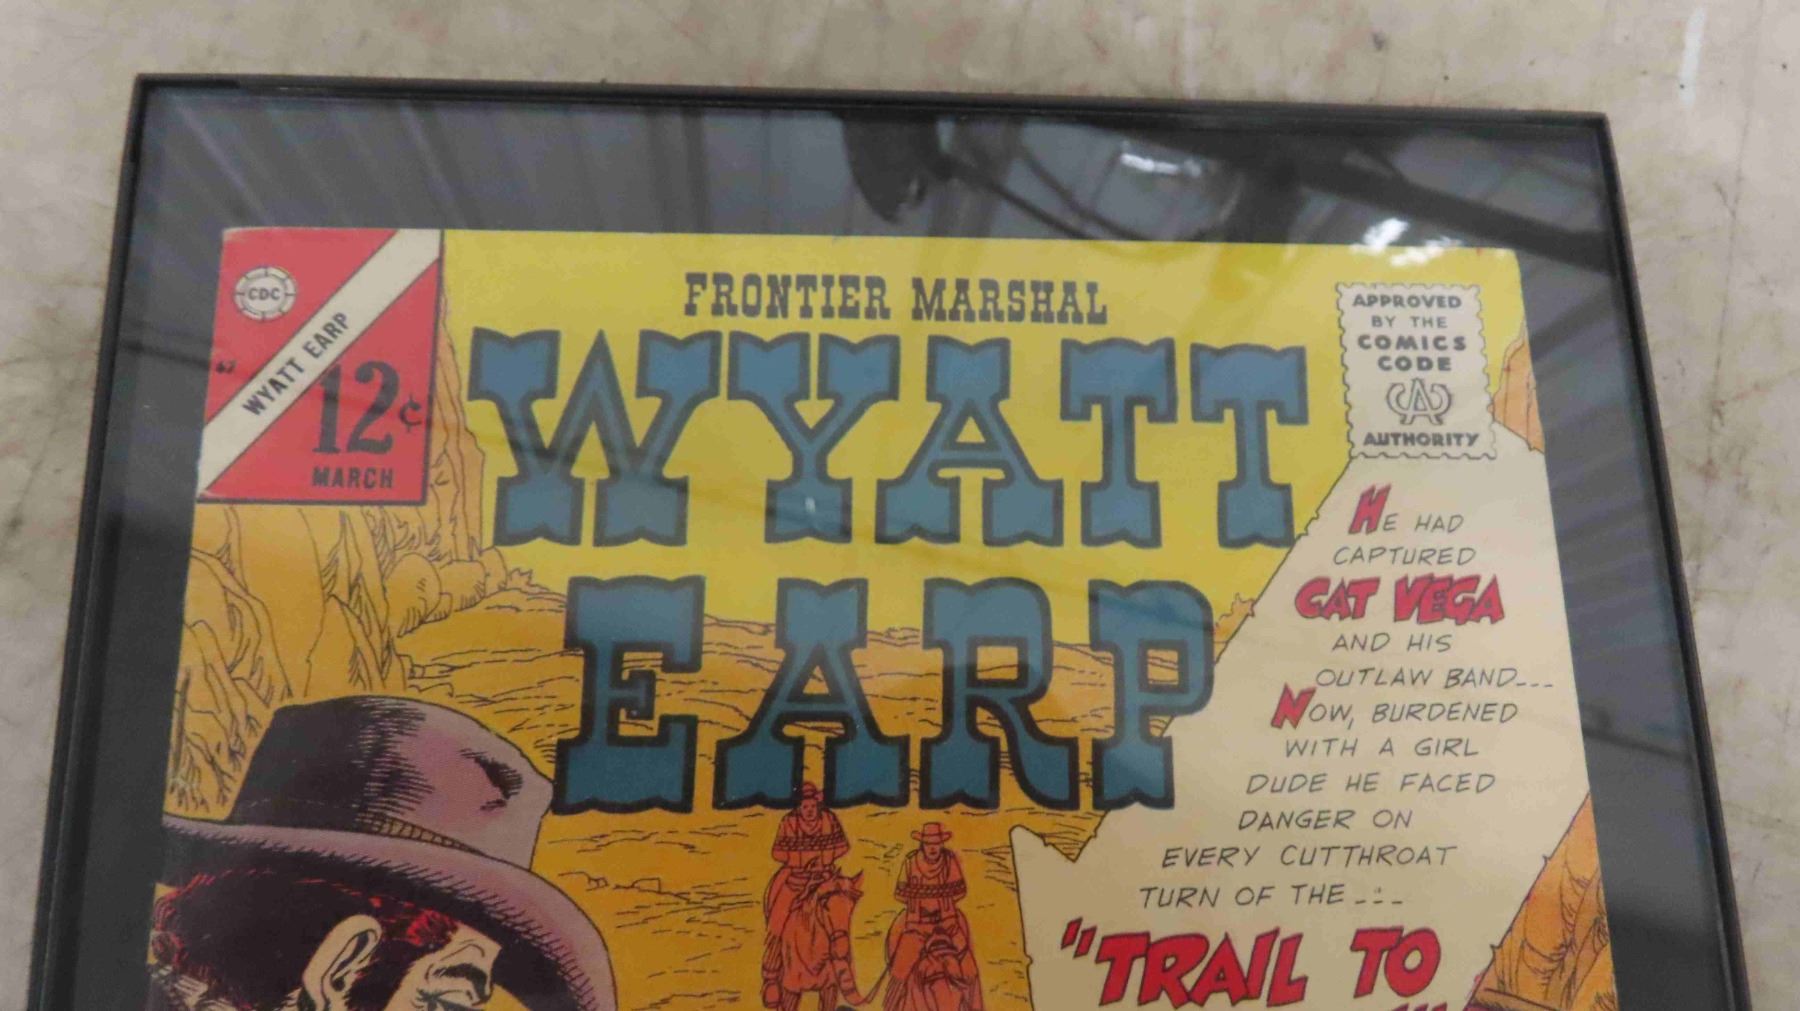 CDC
WYATT EARP
12¢
MARCH
FRONTIER MARSHAL
WYATT
EARP
APPROVED
BY THE
COMICS
CODE
CA
AUTHORITY
HE HAD
CAPTURED
CAT VEGA
AND HIS
OUTLAW BAND---
NOW, BURDENED
WITH A GIRL
DUDE HE FACED
DANGER ON
EVERY CUTTHROAT
TURN OF THE---
"TRAIL TO